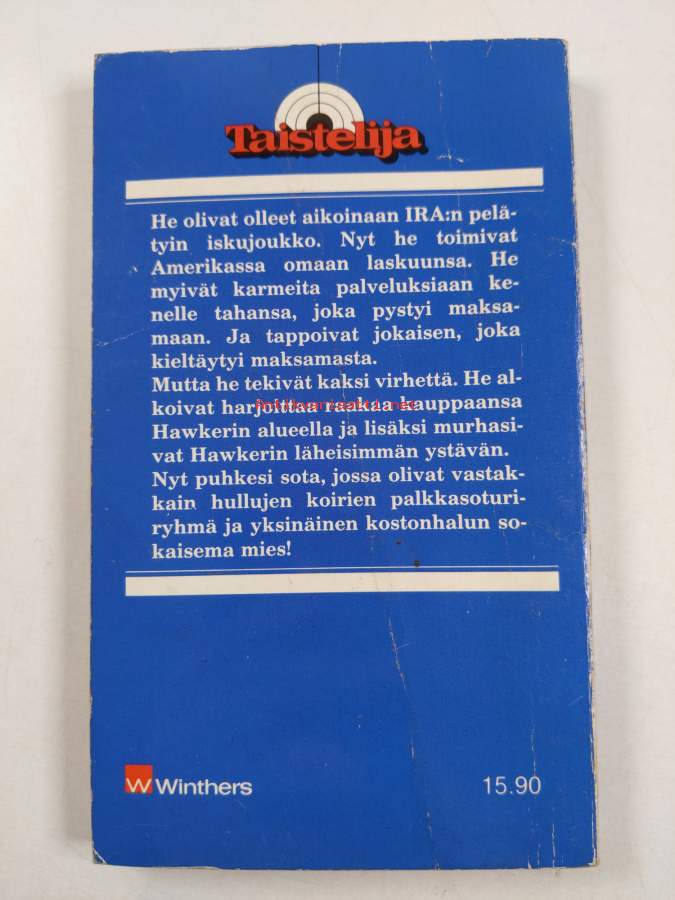 Taistelija
He olivat olleet aikoinaan IRA:n pelä-
tyin iskujoukko. Nyt he toimivat
Amerikassa omaan laskuunsa. He
myivät karmeita palveluksiaan ke-
nelle tahansa, joka pystyi maksa-
maan. Ja tappoivat jokaisen, joka
kieltäytyi maksamasta.
Mutta he tekivät kaksi virhettä. He al-
koivat harjoittaa raakaa kauppaansa
Hawkerin alueella ja lisäksi murhasi-
vat Hawkerin läheisimmän ystävän.
Nyt puhkesi sota, jossa olivat vastak-
kain hullujen koirien palkkasoturi-
ryhmä ja yksinäinen kostonhalun so-
kaisema mies!
W Winthers
15.90